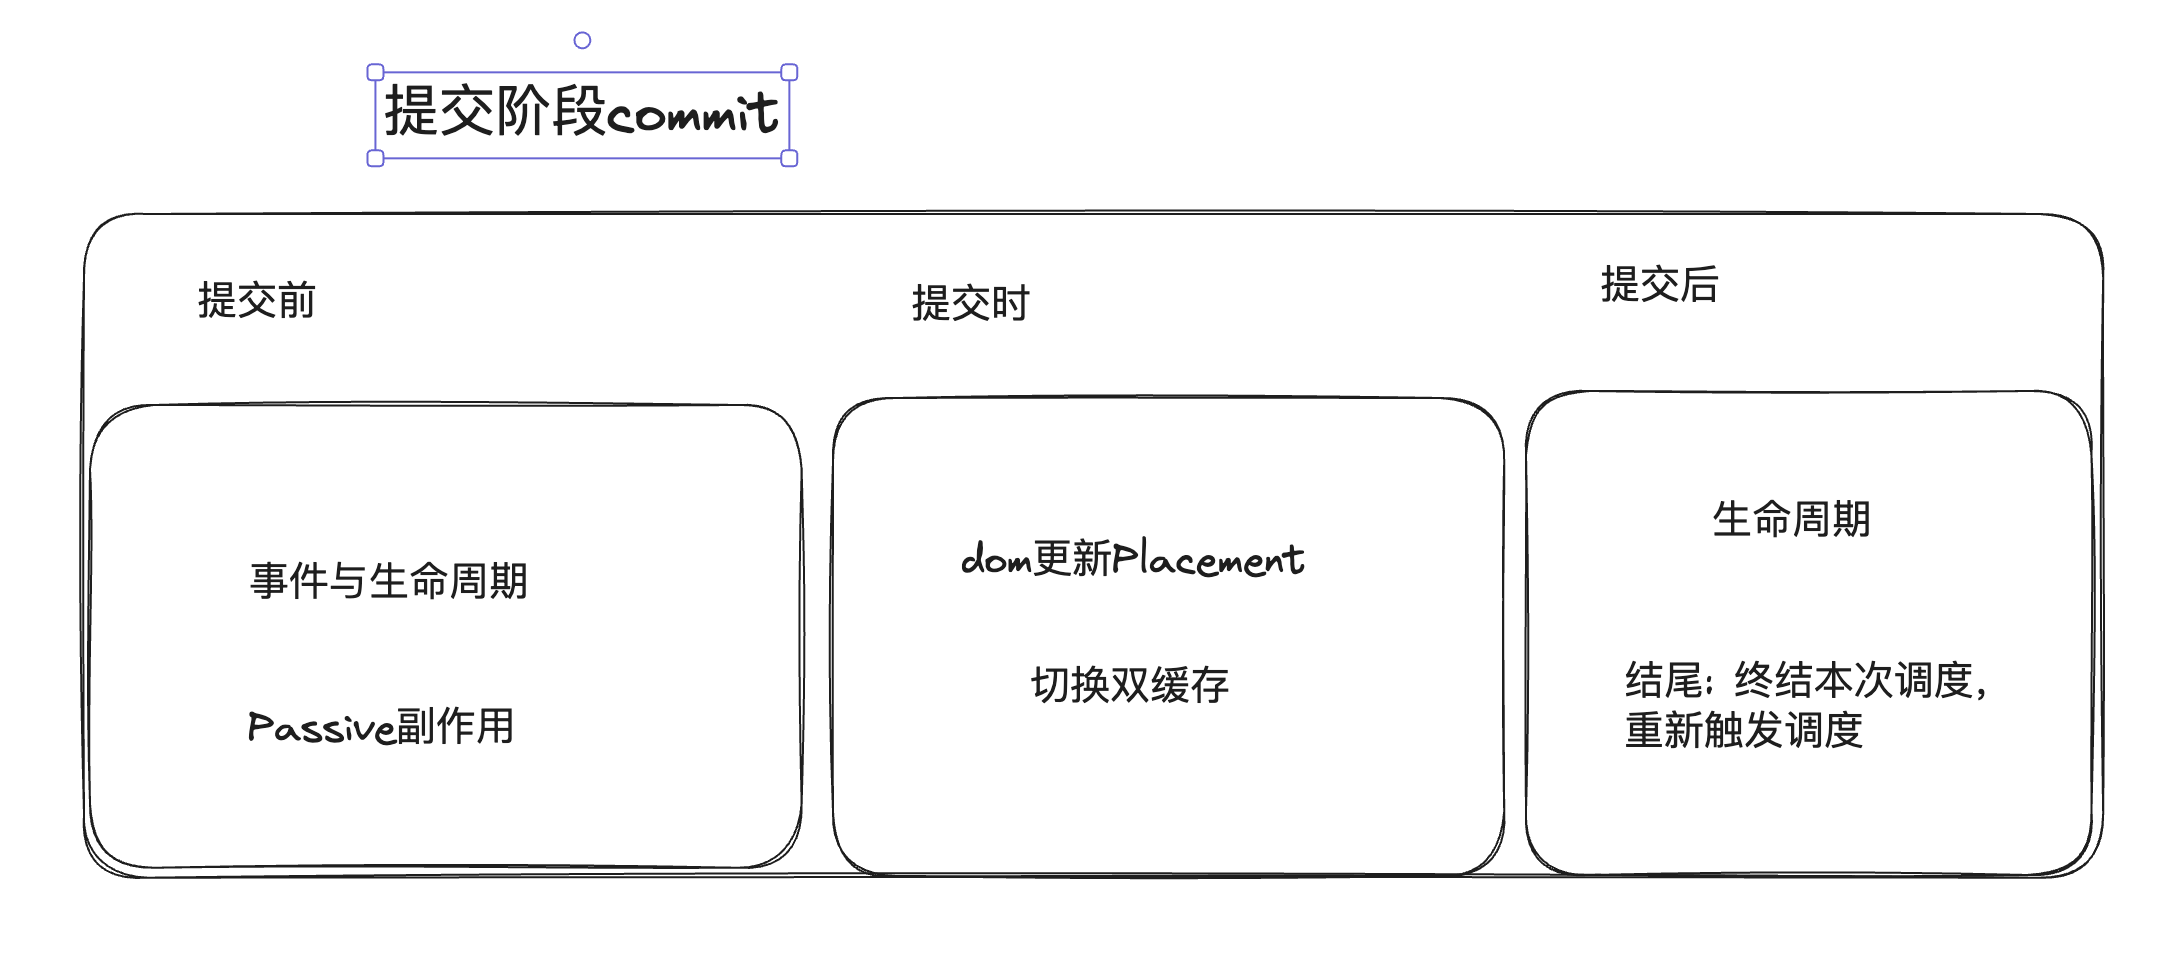 提交阶段commit
提交前
提交时
提交后
事件与生命周期
Passive副作用
dom更新Placement
切换双缓存
生命周期
结尾：终结本次调度，
重新触发调度